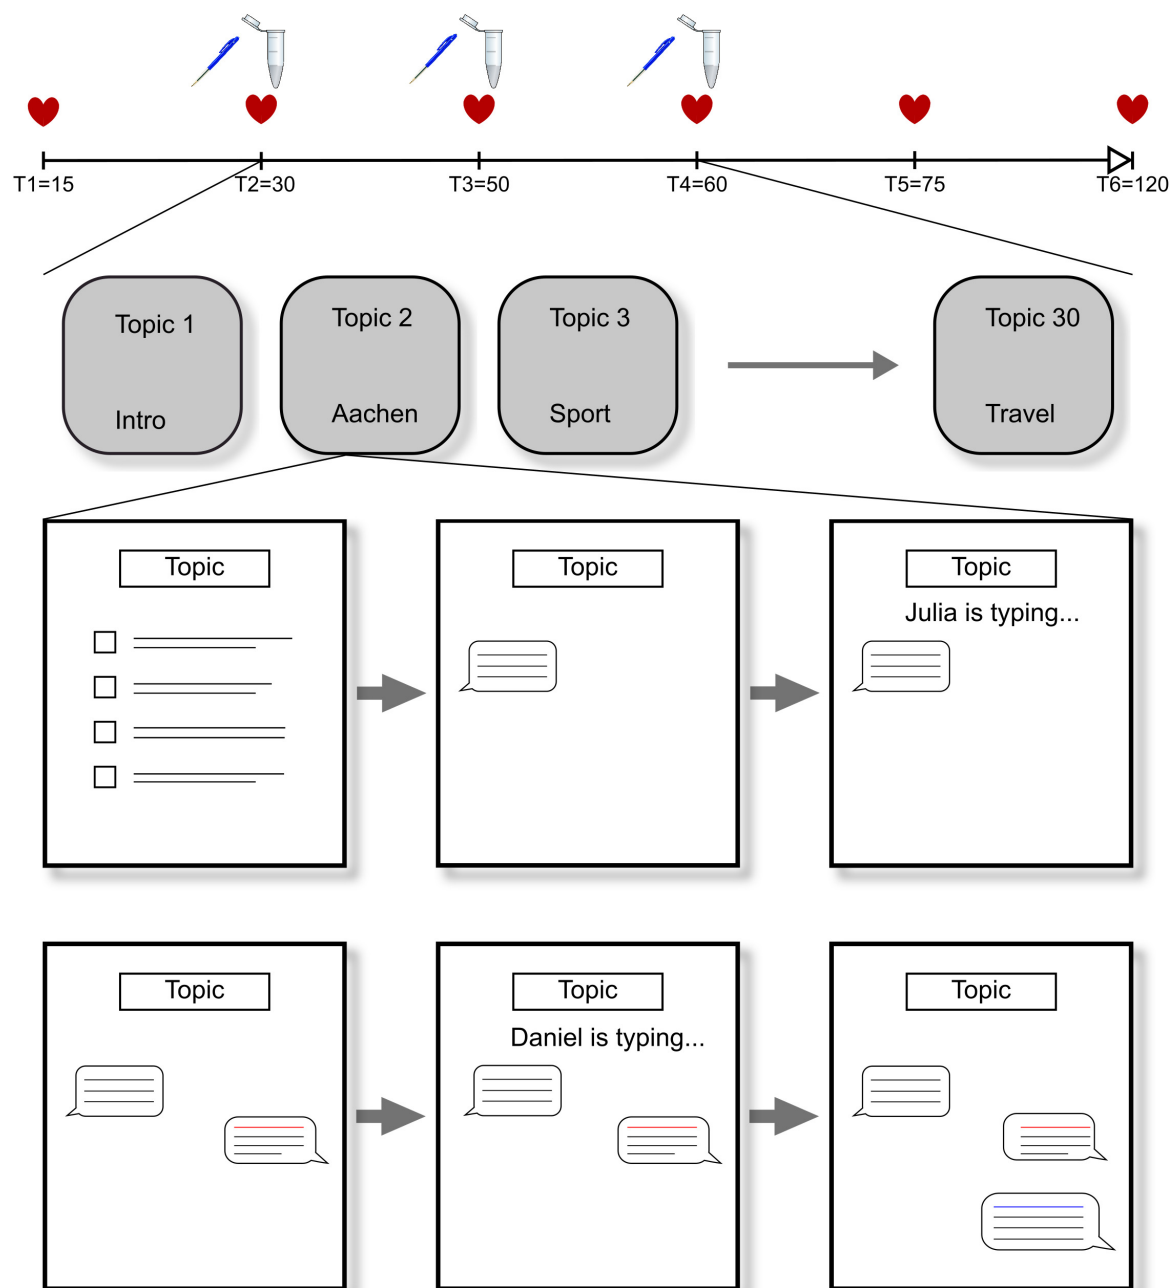 T1=15
T2=30
T3=50
T4=60
T5=75
T6=120
Topic 1
Intro
Topic 2
Aachen
Topic 3
Sport
Topic 30
Travel
Topic
Topic
Topic
Julia is typing...
Topic
Topic
Daniel is typing...
Topic